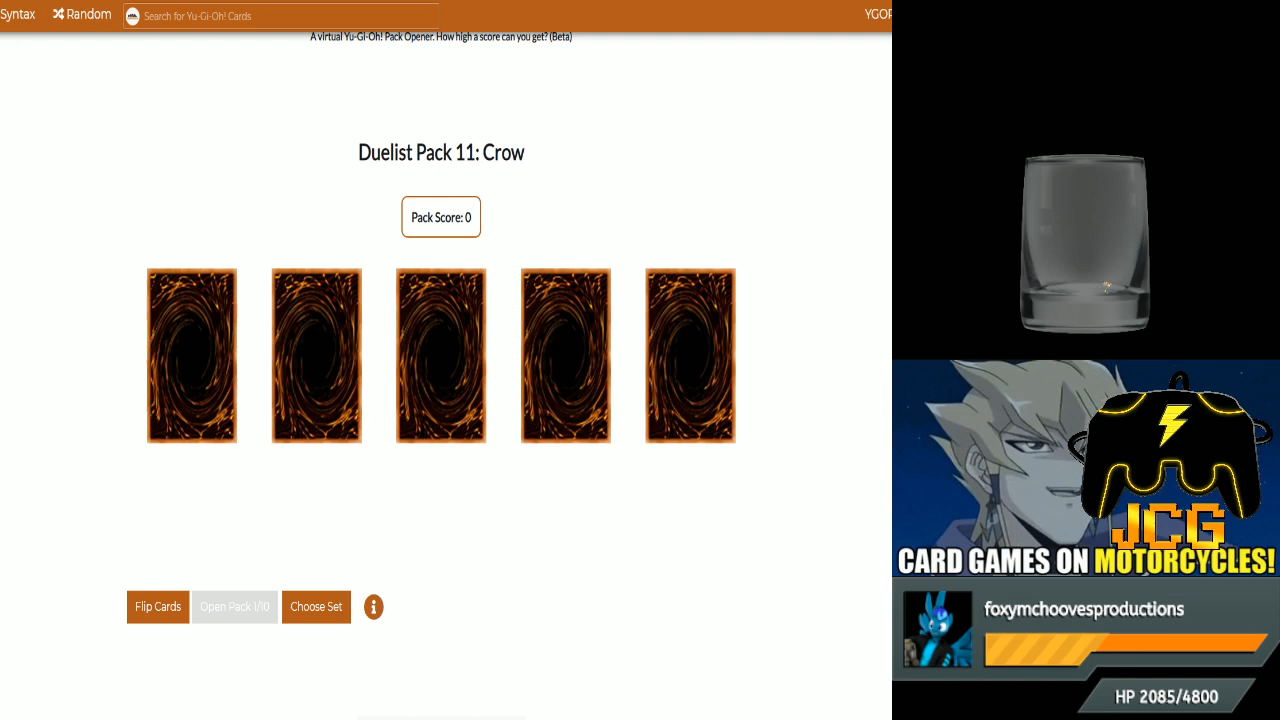 Syntax
Random
Search for Yu-Gi-Oh! Cards
A virtual Yu-Gi-Oh! Pack Opener. How high a score can you get? (Beta)
Duelist Pack 11: Crow
Pack Score: 0
Flip Cards
Open Pack 1/10
Choose Set
i
JCG
CARD GAMES ON MOTORCYCLES!
foxymchoovesproductions
HP 2085/4800